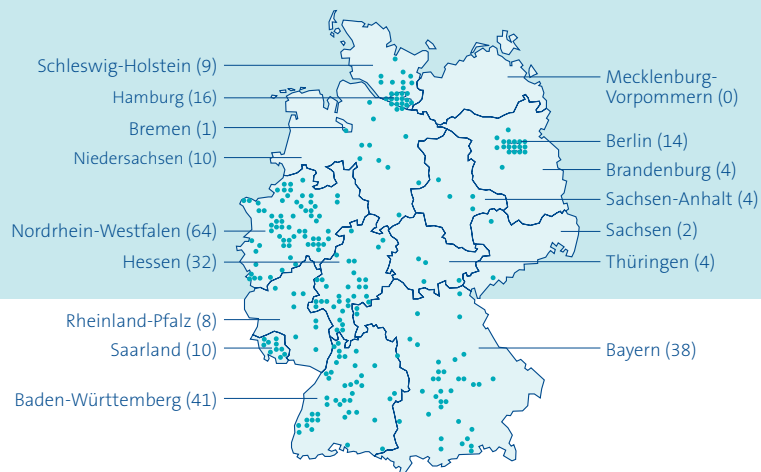 Schleswig-Holstein (9)
Hamburg (16)
Bremen (1)
Niedersachsen (10)
Nordrhein-Westfalen (64)
Hessen (32)
Rheinland-Pfalz (8)
Saarland (10)
Baden-Württemberg (41)
Mecklenburg-
Vorpommern (0)
Berlin (14)
Brandenburg (4)
Sachsen-Anhalt (4)
Sachsen (2)
Thüringen (4)
Bayern (38)